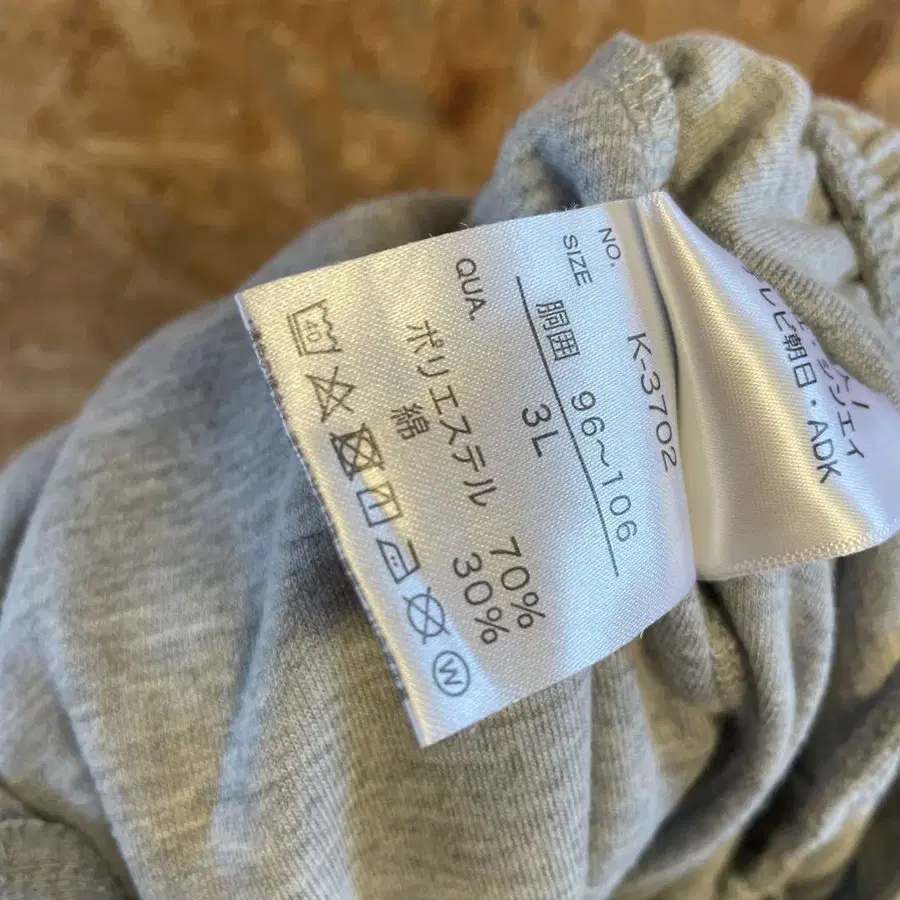 NO. K-3702
SIZE
胴囲 96～106
3L
QUA.
ポリエステル 70%
綿 30%
40
W
レビ朝日・ADK